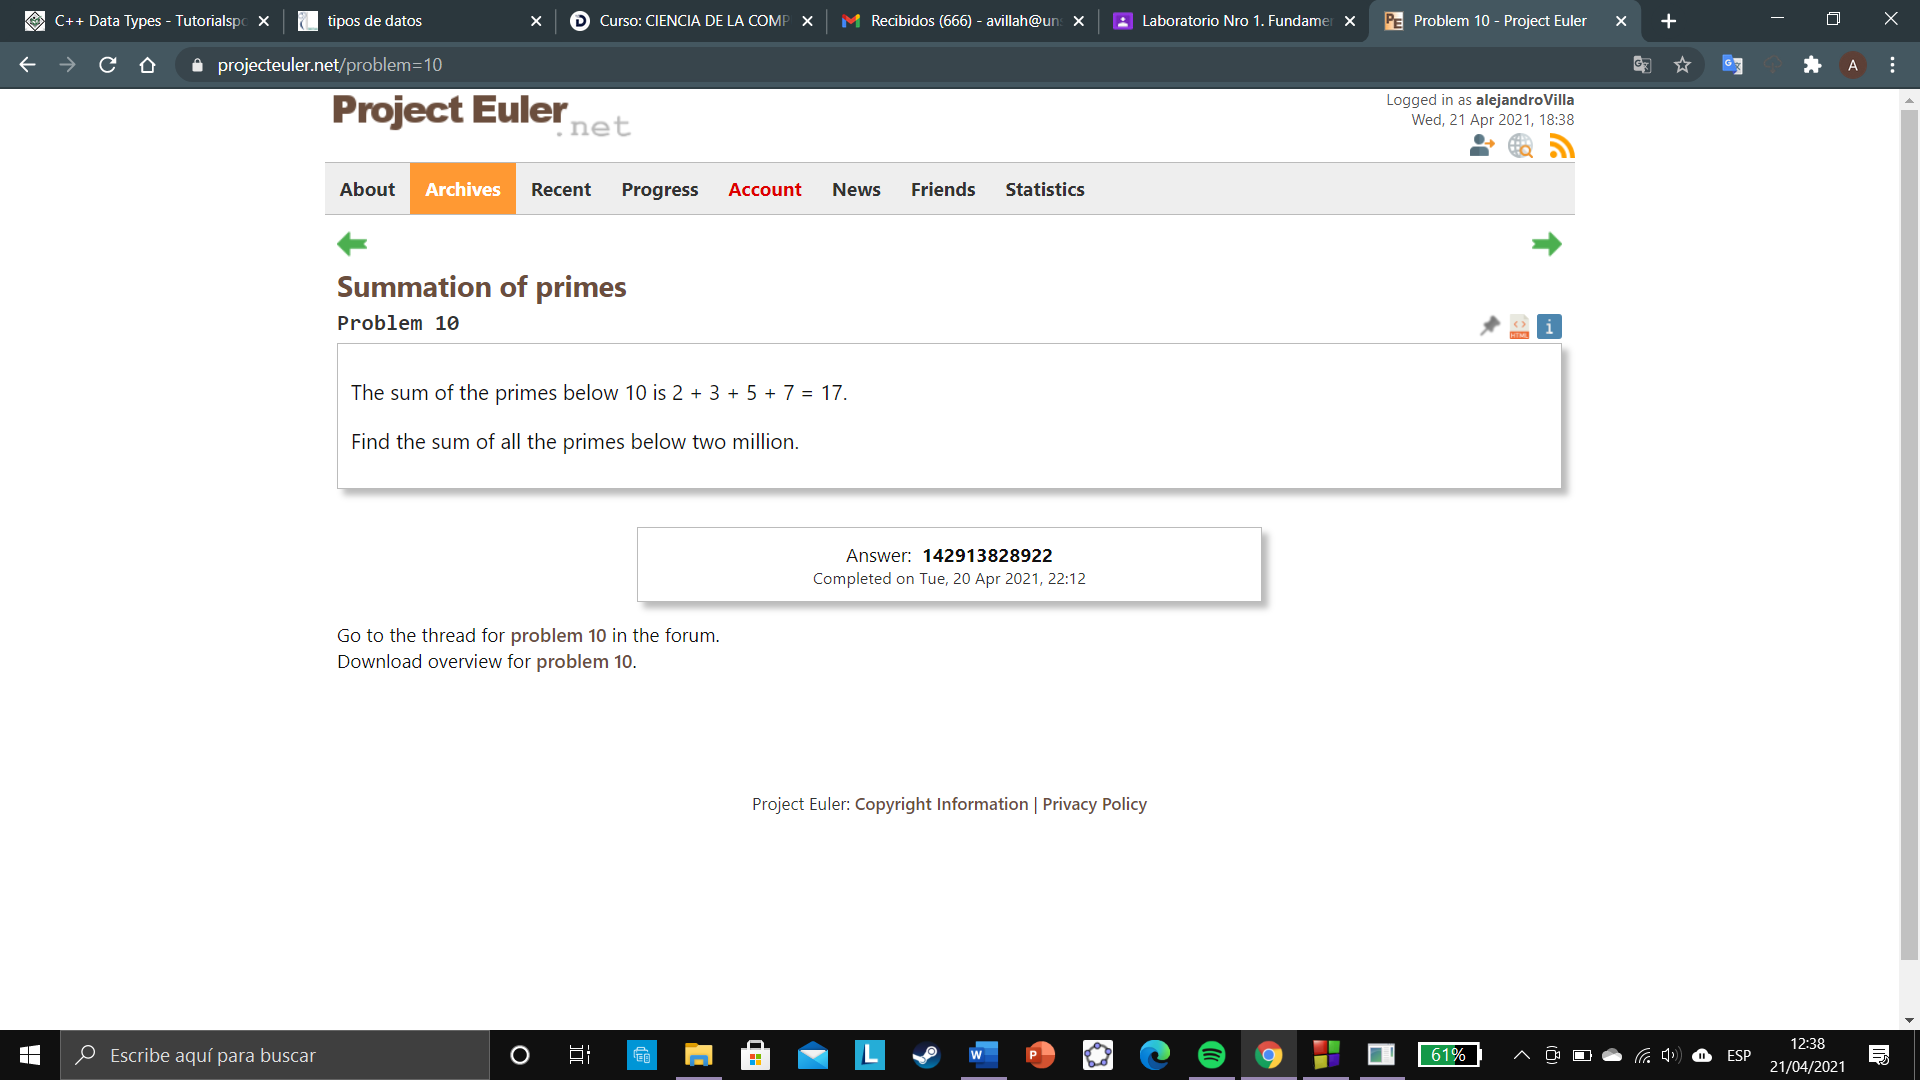 C++ Data Types - Tutorialspo
tipos de datos
Curso: CIENCIA DE LA COMP
Recibidos (666) - avillah@uns
Laboratorio Nro 1. Fundamen
Problem 10 - Project Euler
projecteuler.net/problem=10
A
Project Euler
.net
Logged in as alejandroVilla
Wed, 21 Apr 2021, 18:38
About
Archives
Recent
Progress
Account
News
Friends
Statistics
Summation of primes
Problem 10
The sum of the primes below 10 is 2 + 3 + 5 + 7 = 17.
Find the sum of all the primes below two million.
Answer: 142913828922
Completed on Tue, 20 Apr 2021, 22:12
Go to the thread for problem 10 in the forum.
Download overview for problem 10.
Project Euler: Copyright Information | Privacy Policy
Escribe aquí para buscar
61%
ESP
12:38
21/04/2021